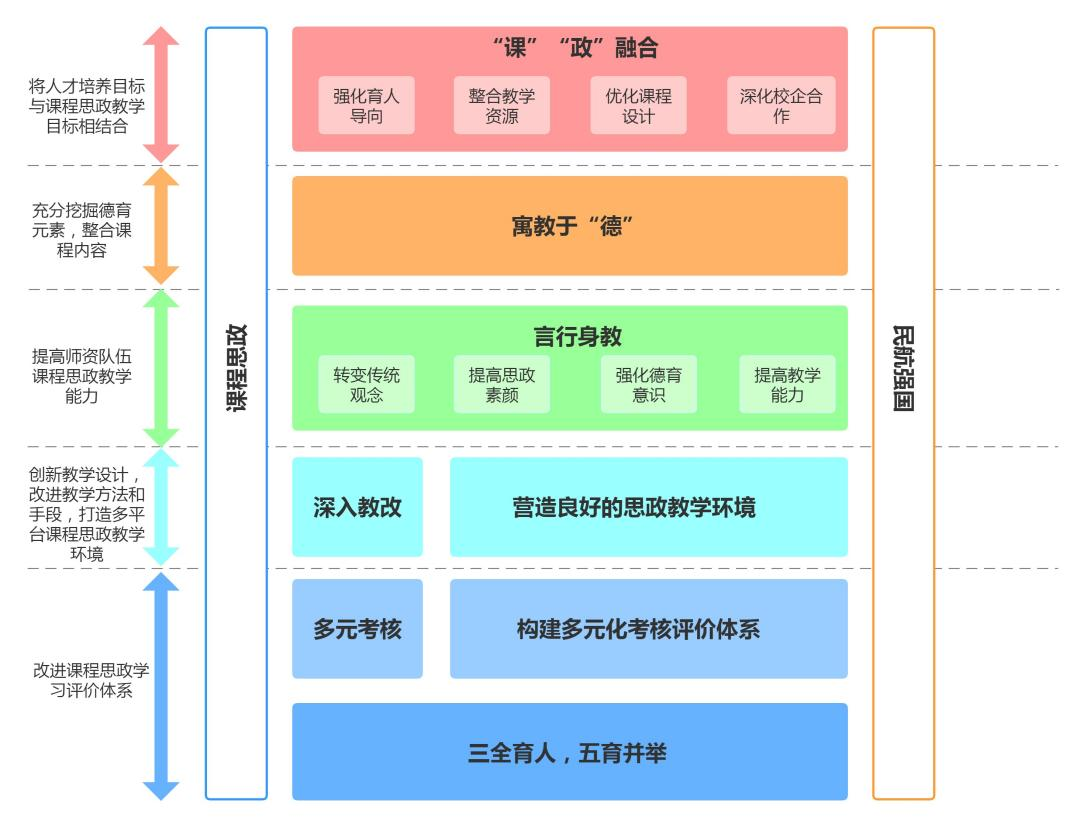 “课” “政”融合
将人才培养目标
与课程思政教学
目标相结合
强化育人
导向
整合教学
资源
优化课程
设计
深化校企合
作
充分挖掘德育
元素，整合课
程内容
寓教于“德”
课程思政
民航强国
提高师资队伍
课程思政教学
能力
言行身教
转变传统
观念
提高思政
素颜
强化德育
意识
提高教学
能力
创新教学设计，
改进教学方法和
手段，打造多平
台课程思政教学
环境
深入教改
营造良好的思政教学环境
多元考核
构建多元化考核评价体系
改进课程思政学
习评价体系
三全育人，五育并举